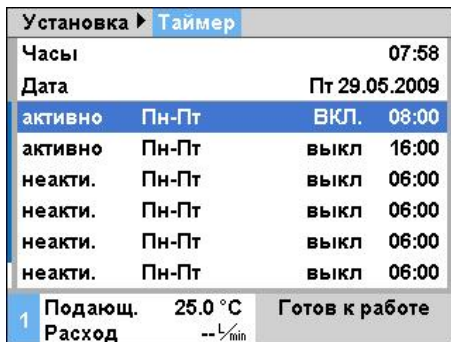 Установка ▶ Таймер
Часы 07:58
Дата Пт 29.05.2009
активно Пн-Пт ВКЛ. 08:00
активно Пн-Пт выкл 16:00
неакти. Пн-Пт выкл 06:00
неакти. Пн-Пт выкл 06:00
неакти. Пн-Пт выкл 06:00
неакти. Пн-Пт выкл 06:00
1 Подающ. 25.0 °C Готов к работе
Расход -- L/min